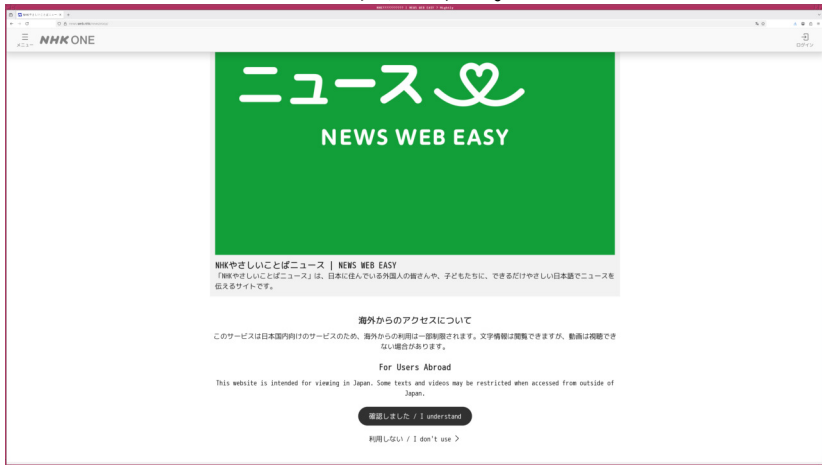 NHK ONE
メニュー
ログイン
ニュース
NEWS WEB EASY
NHKやさしいことばニュース | NEWS WEB EASY
「NHKやさしいことばニュース」は、日本に住んでいる外国人の皆さんや、子どもたちに、できるだけやさしい日本語でニュースを
伝えるサイトです。
海外からのアクセスについて
このサービスは日本国内向けのサービスのため、海外からの利用は一部制限されます。文字情報は閲覧できますが、動画は視聴でき
ない場合があります。
For Users Abroad
This website is intended for viewing in Japan. Some texts and videos may be restricted when accessed from outside of
Japan.
確認しました / I understand
利用しない / I don't use >